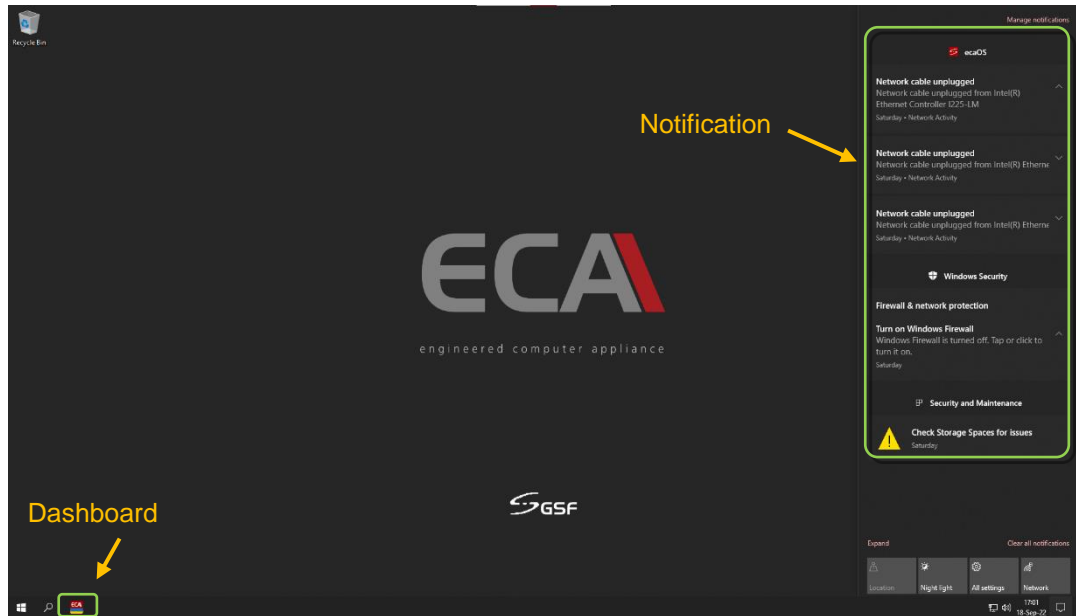 Recycle Bin
Manage notifications
ecaOS
Network cable unplugged
Network cable unplugged from Intel(R)
Ethernet Controller I225-LM
Saturday • Network Activity
Notification
Network cable unplugged
Network cable unplugged from Intel(R) Etherne
Saturday • Network Activity
Network cable unplugged
Network cable unplugged from Intel(R) Etherne
Saturday • Network Activity
Windows Security
Firewall & network protection
Turn on Windows Firewall
Windows Firewall is turned off. Tap or click to
turn it on.
Saturday
Security and Maintenance
Check Storage Spaces for issues
Saturday
ECA
engineered computer appliance
GSF
Dashboard
Expand
Clear all notifications
Location
Night light
All settings
Network
ECA
17:01
18-Sep-22